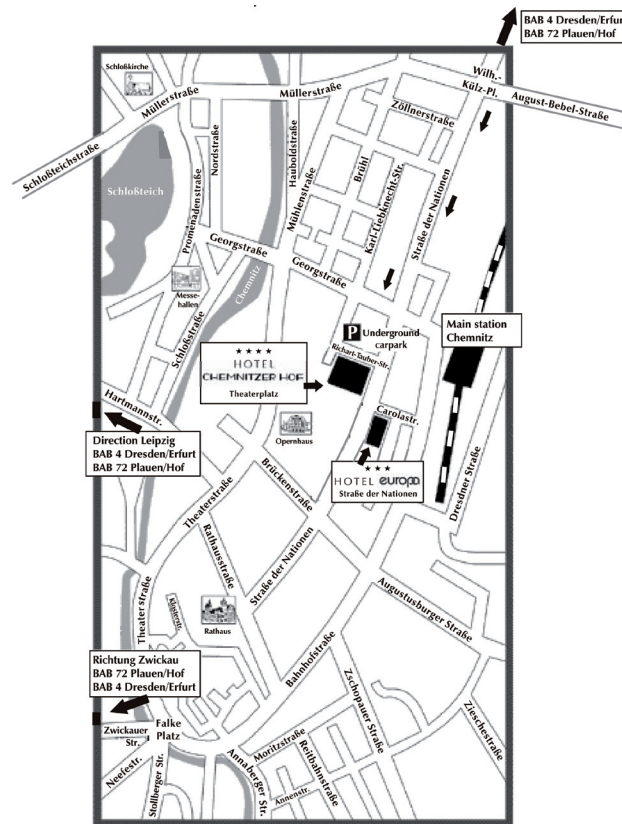 BAB 4 Dresden/Erfur
BAB 72 Plauen/Hof
Schloßkirche
Müllerstraße
Müllerstraße
Wilh.-
Külz-Pl.
August-Bebel-Straße
Zöllnerstraße
Schloßteichstraße
Nordstraße
Hauboldstraße
Mühlenstraße
Brühl
Karl-Liebknecht-Str.
Straße der Nationen
Schloßteich
Promenadenstraße
Georgstraße
Georgstraße
Chemnitz
Messe-
hallen
Schloßstraße
P
Underground
carpark
Main station
Chemnitz
Richart-Tauber-Str.
★★★★
HOTEL
CHEMNITZER HOF
Theaterplatz
Hartmannstr.
Carolastr.
Opernhaus
Direction Leipzig
BAB 4 Dresden/Erfurt
BAB 72 Plauen/Hof
★★★
HOTEL europa
Straße der Nationen
Brückenstraße
Dresdner Straße
Theaterstraße
Rathausstraße
Straße der Nationen
Theaterstraße
Klosterstr.
Rathaus
Augustusburger Straße
Bahnhofstraße
Richtung Zwickau
BAB 72 Plauen/Hof
BAB 4 Dresden/Erfurt
Zschopauer Straße
Zieschestraße
Zwickauer
Str.
Falke
Platz
Moritzstraße
Reitbahnstraße
Annaberger Str.
Annenstr.
Neefestr.
Stollberger Str.